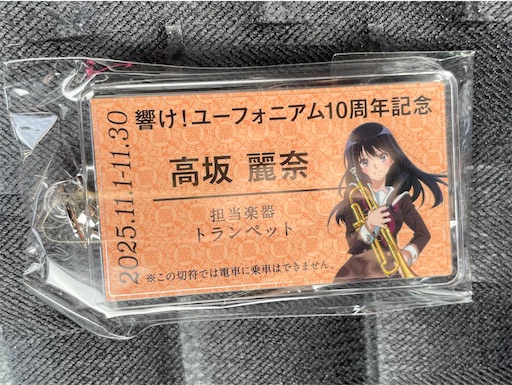 2025.11.1-11.30
響け!ユーフォニアム10周年記念
高坂 麗奈
担当楽器
トランペット
※この切符では電車に乗車はできません。